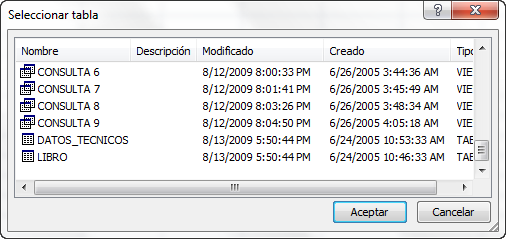 Seleccionar tabla
Nombre Descripción Modificado Creado Tipo
CONSULTA 6 8/12/2009 8:00:33 PM 6/26/2005 3:44:36 AM VIE
CONSULTA 7 8/12/2009 8:01:41 PM 6/26/2005 3:45:49 AM VIE
CONSULTA 8 8/12/2009 8:03:26 PM 6/26/2005 3:48:34 AM VIE
CONSULTA 9 8/12/2009 8:04:50 PM 6/26/2005 4:05:18 AM VIE
DATOS_TECNICOS 8/13/2009 5:50:44 PM 6/24/2005 10:53:33 AM TAB
LIBRO 8/13/2009 5:50:44 PM 6/24/2005 10:46:33 AM TAB
Aceptar Cancelar